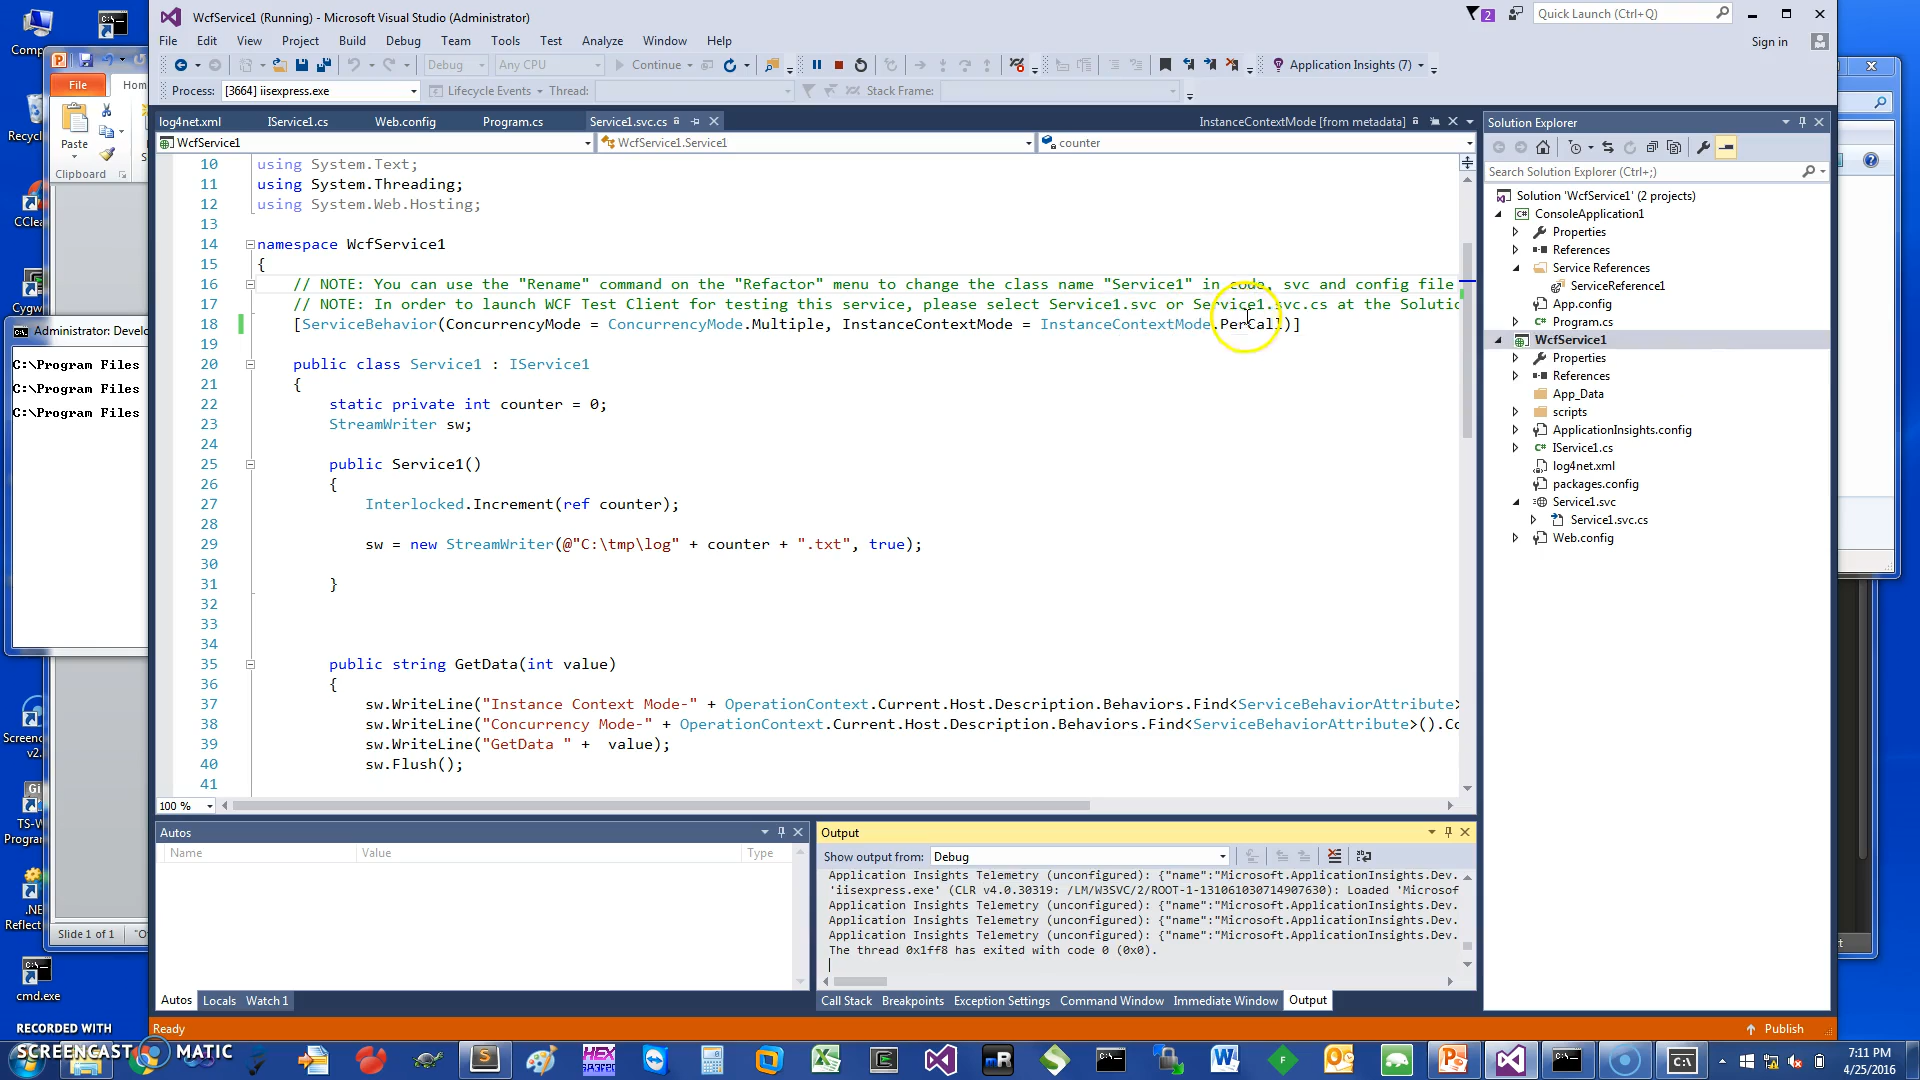 WcfService1 (Running) - Microsoft Visual Studio (Administrator)
2
Quick Launch (Ctrl+Q)
File Edit View Project Build Debug Team Tools Test Analyze Window Help
Sign in
Debug Any CPU Continue Application Insights (7)
Process: [3664] iisexpress.exe Lifecycle Events Thread: Stack Frame:
log4net.xml IService1.cs Web.config Program.cs Service1.svc.cs InstanceContextMode [from metadata]
WcfService1 WcfService1.Service1 counter
10 using System.Text;
11 using System.Threading;
12 using System.Web.Hosting;
13
14 namespace WcfService1
15 {
16 // NOTE: You can use the "Rename" command on the "Refactor" menu to change the class name "Service1" in code, svc and config file
17 // NOTE: In order to launch WCF Test Client for testing this service, please select Service1.svc or Service1.svc.cs at the Solutio
18 [ServiceBehavior(ConcurrencyMode = ConcurrencyMode.Multiple, InstanceContextMode = InstanceContextMode.PerCall)]
19
20 public class Service1 : IService1
21 {
22 static private int counter = 0;
23 StreamWriter sw;
24
25 public Service1()
26 {
27 Interlocked.Increment(ref counter);
28
29 sw = new StreamWriter(@"C:\tmp\log" + counter + ".txt", true);
30
31 }
32
33
34
35 public string GetData(int value)
36 {
37 sw.WriteLine("Instance Context Mode-" + OperationContext.Current.Host.Description.Behaviors.Find<ServiceBehaviorAttribute>
38 sw.WriteLine("Concurrency Mode-" + OperationContext.Current.Host.Description.Behaviors.Find<ServiceBehaviorAttribute>().Co
39 sw.WriteLine("GetData " + value);
40 sw.Flush();
41
100 %
Solution Explorer
Search Solution Explorer (Ctrl+;)
Solution 'WcfService1' (2 projects)
ConsoleApplication1
Properties
References
Service References
ServiceReference1
App.config
Program.cs
WcfService1
Properties
References
App_Data
scripts
ApplicationInsights.config
IService1.cs
log4net.xml
packages.config
Service1.svc
Service1.svc.cs
Web.config
Autos
Name Value Type
Autos Locals Watch 1
Output
Show output from: Debug
Application Insights Telemetry (unconfigured): {"name":"Microsoft.ApplicationInsights.Dev.
'iisexpress.exe' (CLR v4.0.30319: /LM/W3SVC/2/ROOT-1-131061030714907630): Loaded 'Microsof
Application Insights Telemetry (unconfigured): {"name":"Microsoft.ApplicationInsights.Dev.
Application Insights Telemetry (unconfigured): {"name":"Microsoft.ApplicationInsights.Dev.
Application Insights Telemetry (unconfigured): {"name":"Microsoft.ApplicationInsights.Dev.
The thread 0x1ff8 has exited with code 0 (0x0).
Call Stack Breakpoints Exception Settings Command Window Immediate Window Output
Ready
Publish
Comp
File Hom
Paste
Clipboard
Recyc
CClea
Cygw
Administrator: Develo
C:\Program Files
C:\Program Files
C:\Program Files
Screen
v2.
TS-W
Progra
.NE
Reflect
Slide 1 of 1 "O
cmd.exe
RECORDED WITH
SCREENCAST MATIC
7:11 PM
4/25/2016